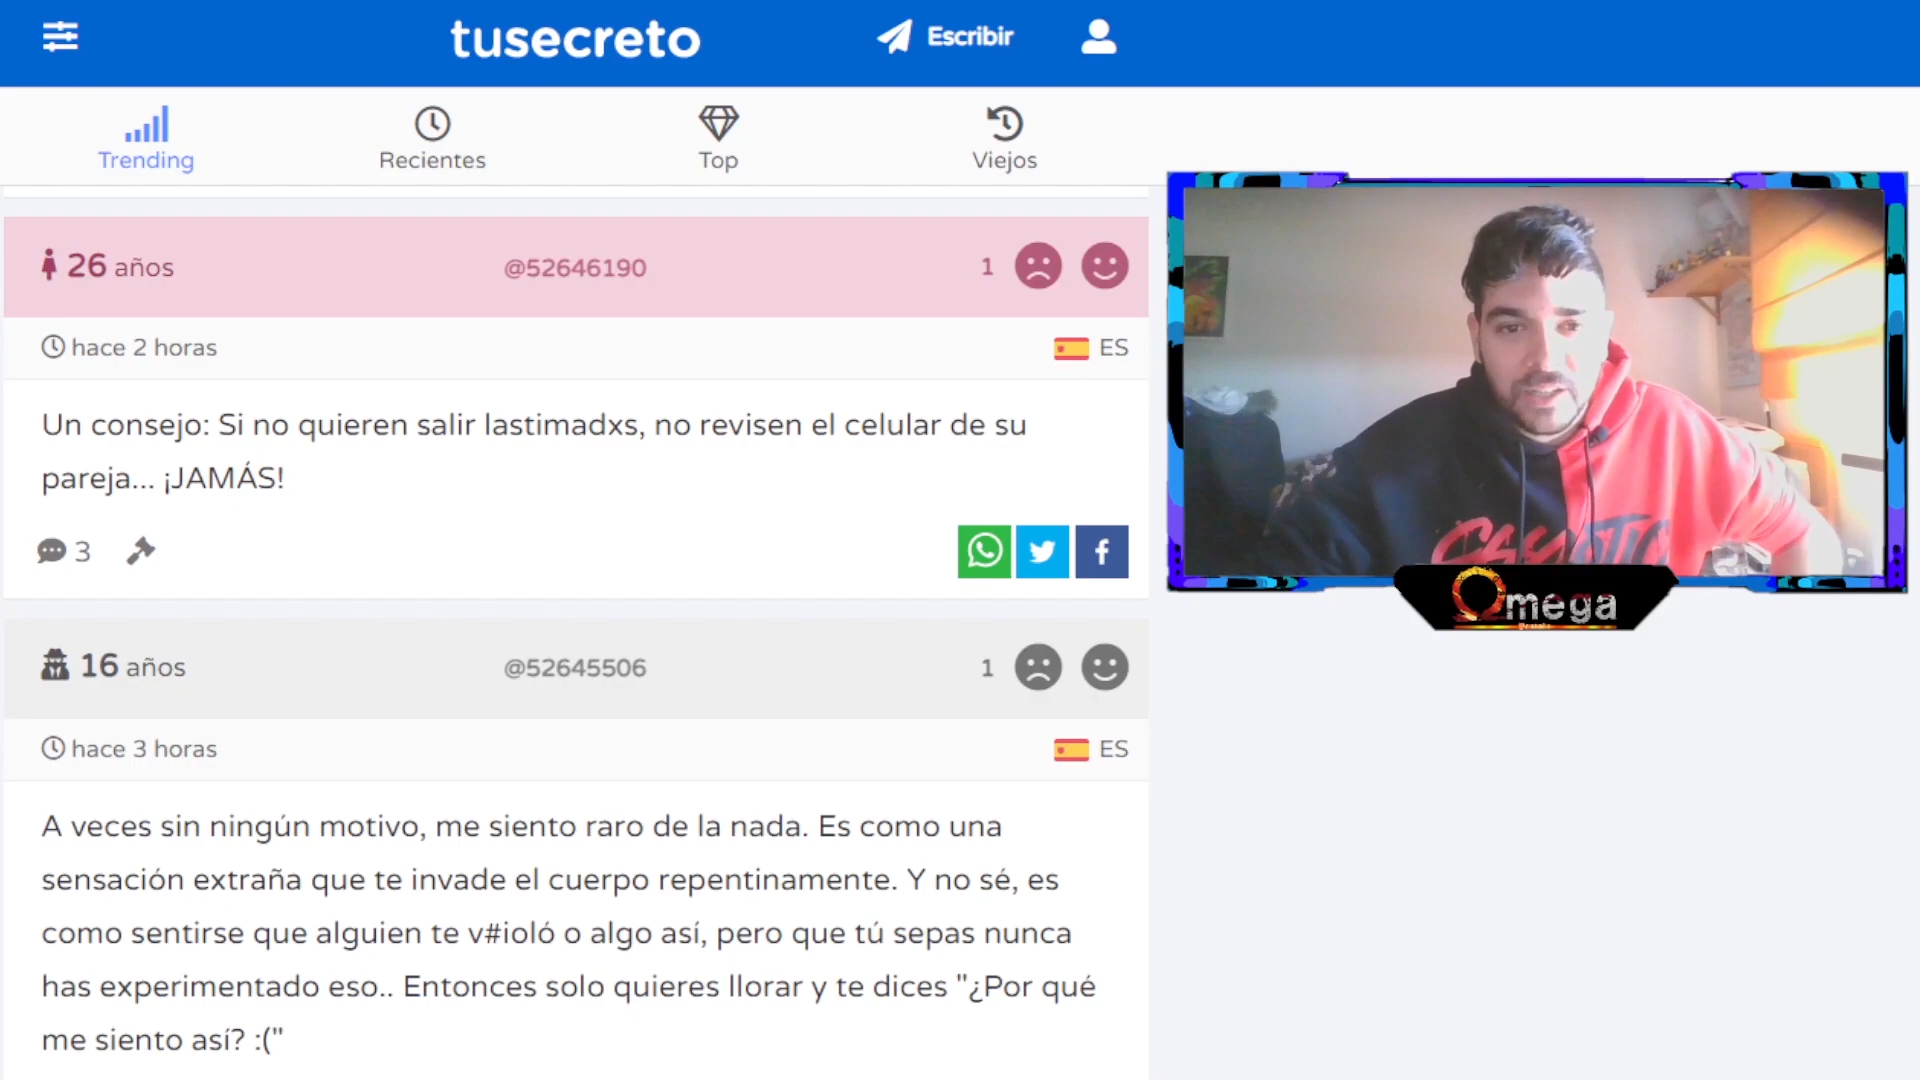 tusecreto
Escribir
Trending
Recientes
Top
Viejos
26 años
@52646190
1
hace 2 horas
ES
Un consejo: Si no quieren salir lastimadxs, no revisen el celular de su
pareja... ¡JAMÁS!
3
f
16 años
@52645506
1
hace 3 horas
ES
A veces sin ningún motivo, me siento raro de la nada. Es como una
sensación extraña que te invade el cuerpo repentinamente. Y no sé, es
como sentirse que alguien te v#ioló o algo así, pero que tú sepas nunca
has experimentado eso.. Entonces solo quieres llorar y te dices "¿Por qué
me siento así? :("
Ωmega